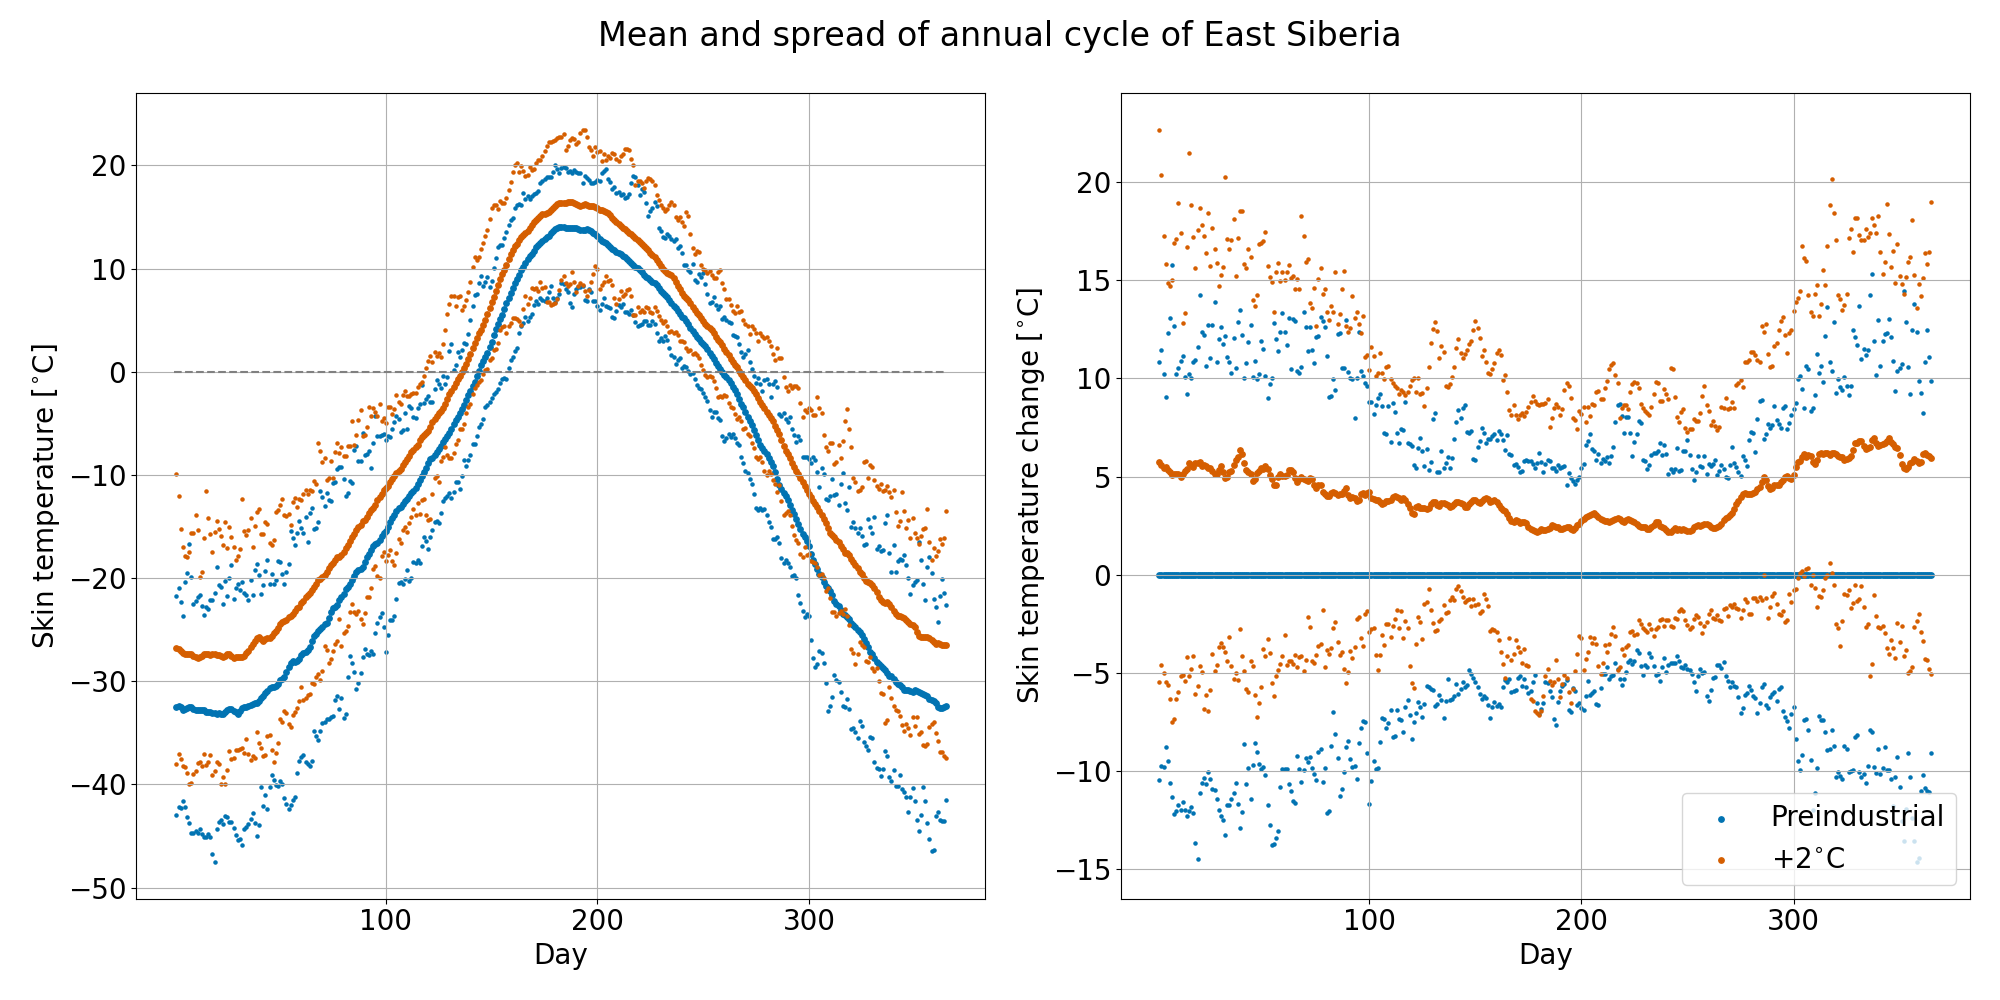 Mean and spread of annual cycle of East Siberia
Skin temperature [°C]
20
10
0
−10
−20
−30
−40
−50
100 200 300
Day
Skin temperature change [°C]
20
15
10
5
0
−5
−10
−15
100 200 300
Day
Preindustrial
+2°C